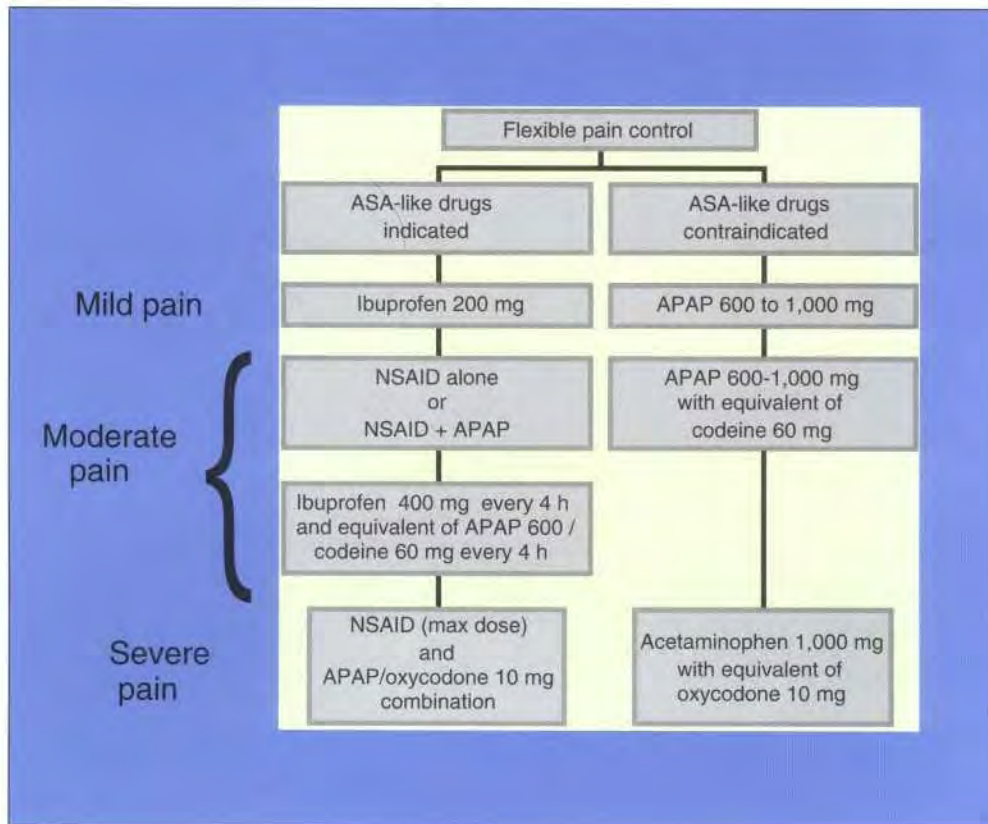 Flexible pain control
ASA-like drugs
indicated
ASA-like drugs
contraindicated
Mild pain
Ibuprofen 200 mg
APAP 600 to 1,000 mg
Moderate
pain
NSAID alone
or
NSAID + APAP
APAP 600-1,000 mg
with equivalent of
codeine 60 mg
Ibuprofen 400 mg every 4 h
and equivalent of APAP 600 /
codeine 60 mg every 4 h
Severe
pain
NSAID (max dose)
and
APAP/oxycodone 10 mg
combination
Acetaminophen 1,000 mg
with equivalent of
oxycodone 10 mg